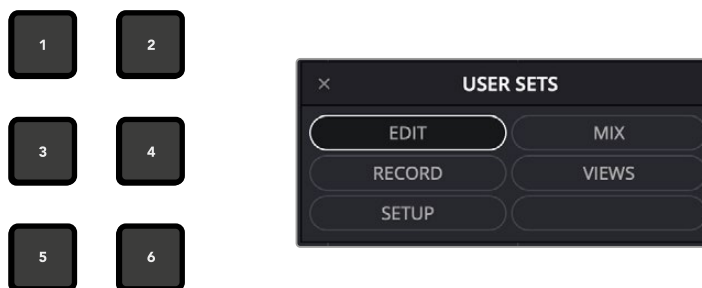 1 2
3 4
5 6
× USER SETS
EDIT MIX
RECORD VIEWS
SETUP